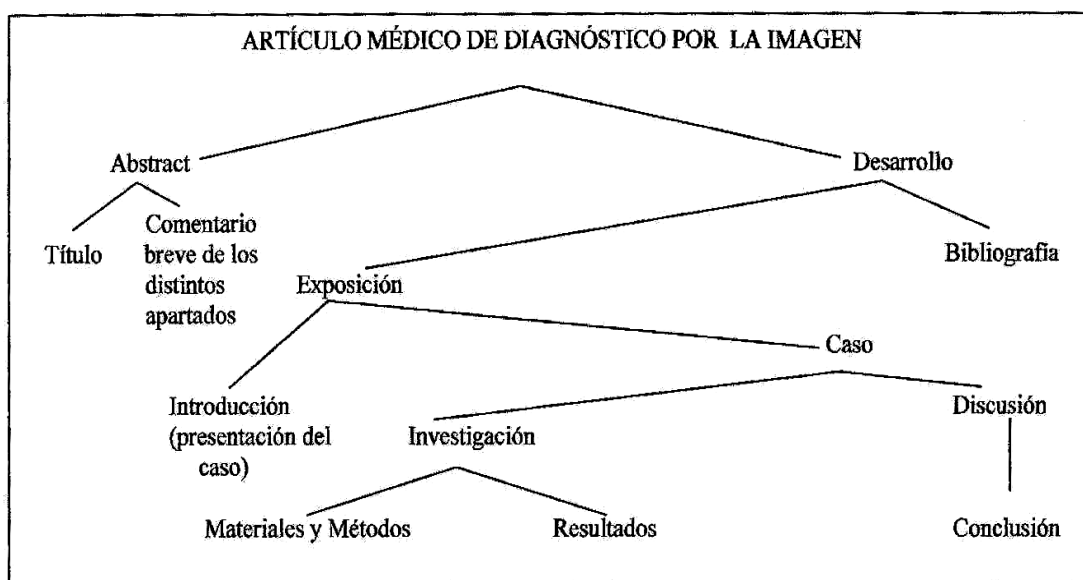 ARTÍCULO MÉDICO DE DIAGNÓSTICO POR LA IMAGEN
Abstract
Desarrollo
Título
Comentario
breve de los
distintos
apartados
Bibliografía
Exposición
Caso
Introducción
(presentación del
caso)
Investigación
Discusión
Materiales y Métodos
Resultados
Conclusión